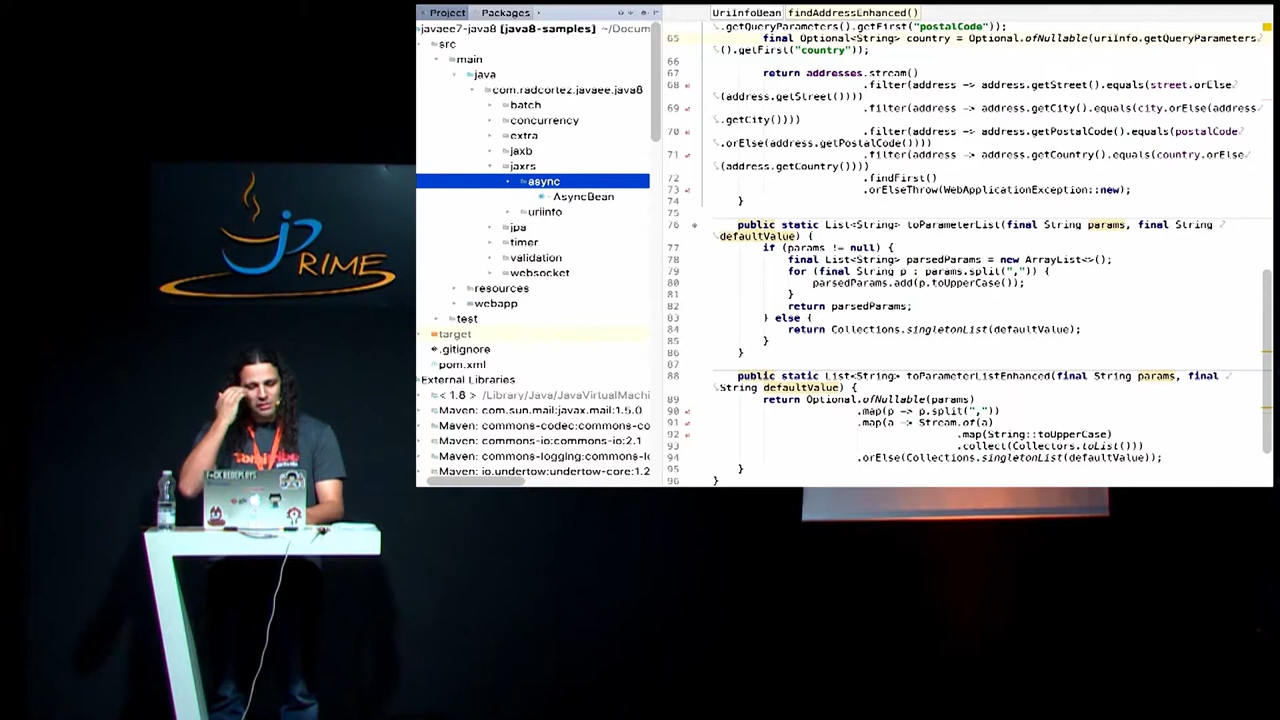 Project
Packages
javaee7-java8 [java8-samples] ~/Docum
src
main
java
com.radcortez.javaee.java8
batch
concurrency
extra
jaxb
jaxrs
async
AsyncBean
uriinfo
jpa
timer
validation
websocket
resources
webapp
test
target
.gitignore
pom.xml
External Libraries
< 1.8 > /Library/Java/JavaVirtualMachi
Maven: com.sun.mail:javax.mail:1.5.0
Maven: commons-codec:commons-co
Maven: commons-io:commons-io:2.1
Maven: commons-logging:commons-lo
Maven: io.undertow:undertow-core:1.2
UriInfoBean findAddressEnhanced()
.getQueryParameters().getFirst("postalCode"));
65 final Optional<String> country = Optional.ofNullable(uriInfo.getQueryParameters
().getFirst("country"));
66
67 return addresses.stream()
68 .filter(address -> address.getStreet().equals(street.orElse
(address.getStreet())))
69 .filter(address -> address.getCity().equals(city.orElse(address
.getCity())))
70 .filter(address -> address.getPostalCode().equals(postalCode
.orElse(address.getPostalCode())))
71 .filter(address -> address.getCountry().equals(country.orElse
(address.getCountry())))
72 .findFirst()
73 .orElseThrow(WebApplicationException::new);
74 }
75
76 public static List<String> toParameterList(final String params, final String
defaultValue) {
77 if (params != null) {
78 final List<String> parsedParams = new ArrayList<>();
79 for (final String p : params.split(",")) {
80 parsedParams.add(p.toUpperCase());
81 }
82 return parsedParams;
83 } else {
84 return Collections.singletonList(defaultValue);
85 }
86 }
87
88 public static List<String> toParameterListEnhanced(final String params, final
String defaultValue) {
89 return Optional.ofNullable(params)
90 .map(p -> p.split(","))
91 .map(a -> Stream.of(a)
92 .map(String::toUpperCase)
93 .collect(Collectors.toList()))
94 .orElse(Collections.singletonList(defaultValue));
95 }
96 }
jPRIME
F*CK REDEPLOYS